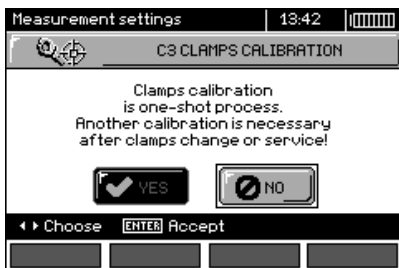 Measurement settings 13:42
C3 CLAMPS CALIBRATION
Clamps calibration
is one-shot process.
Another calibration is necessary
after clamps change or service!
YES NO
Choose ENTER Accept